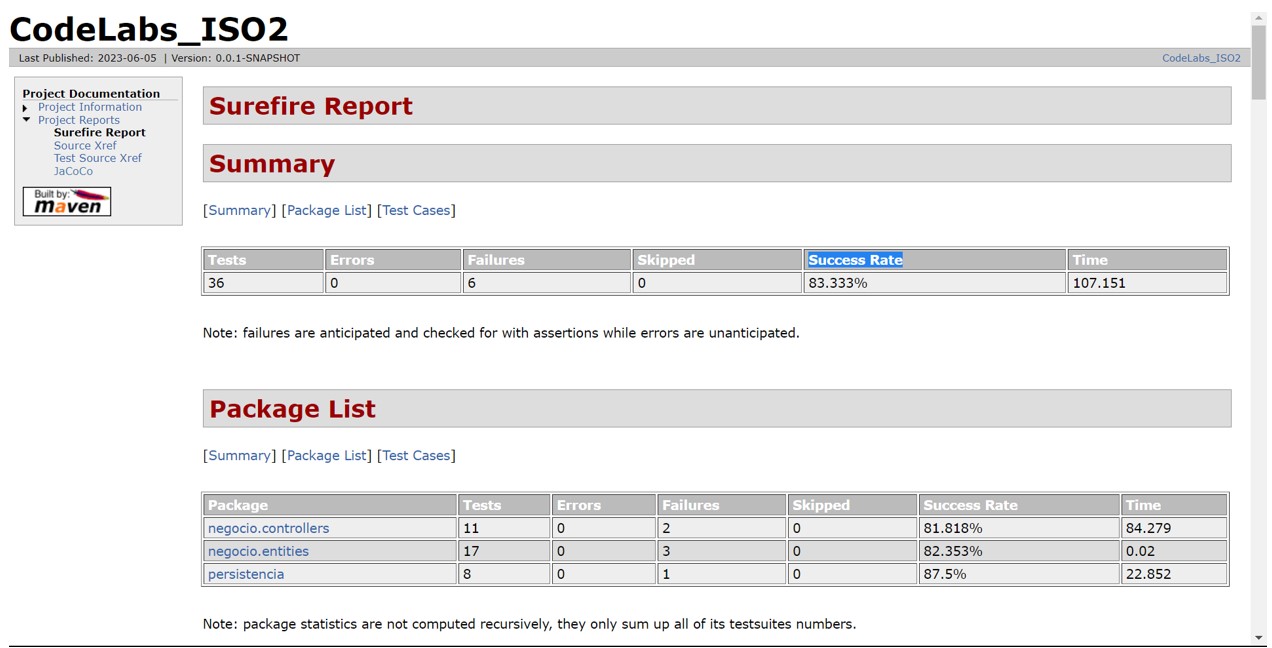 CodeLabs_ISO2
Last Published: 2023-06-05 | Version: 0.0.1-SNAPSHOT CodeLabs_ISO2
Project Documentation
Project Information
Project Reports
Surefire Report
Source Xref
Test Source Xref
JaCoCo
Built by:
maven
Surefire Report
Summary
[Summary] [Package List] [Test Cases]
Tests Errors Failures Skipped Success Rate Time
36 0 6 0 83.333% 107.151
Note: failures are anticipated and checked for with assertions while errors are unanticipated.
Package List
[Summary] [Package List] [Test Cases]
Package Tests Errors Failures Skipped Success Rate Time
negocio.controllers 11 0 2 0 81.818% 84.279
negocio.entities 17 0 3 0 82.353% 0.02
persistencia 8 0 1 0 87.5% 22.852
Note: package statistics are not computed recursively, they only sum up all of its testsuites numbers.